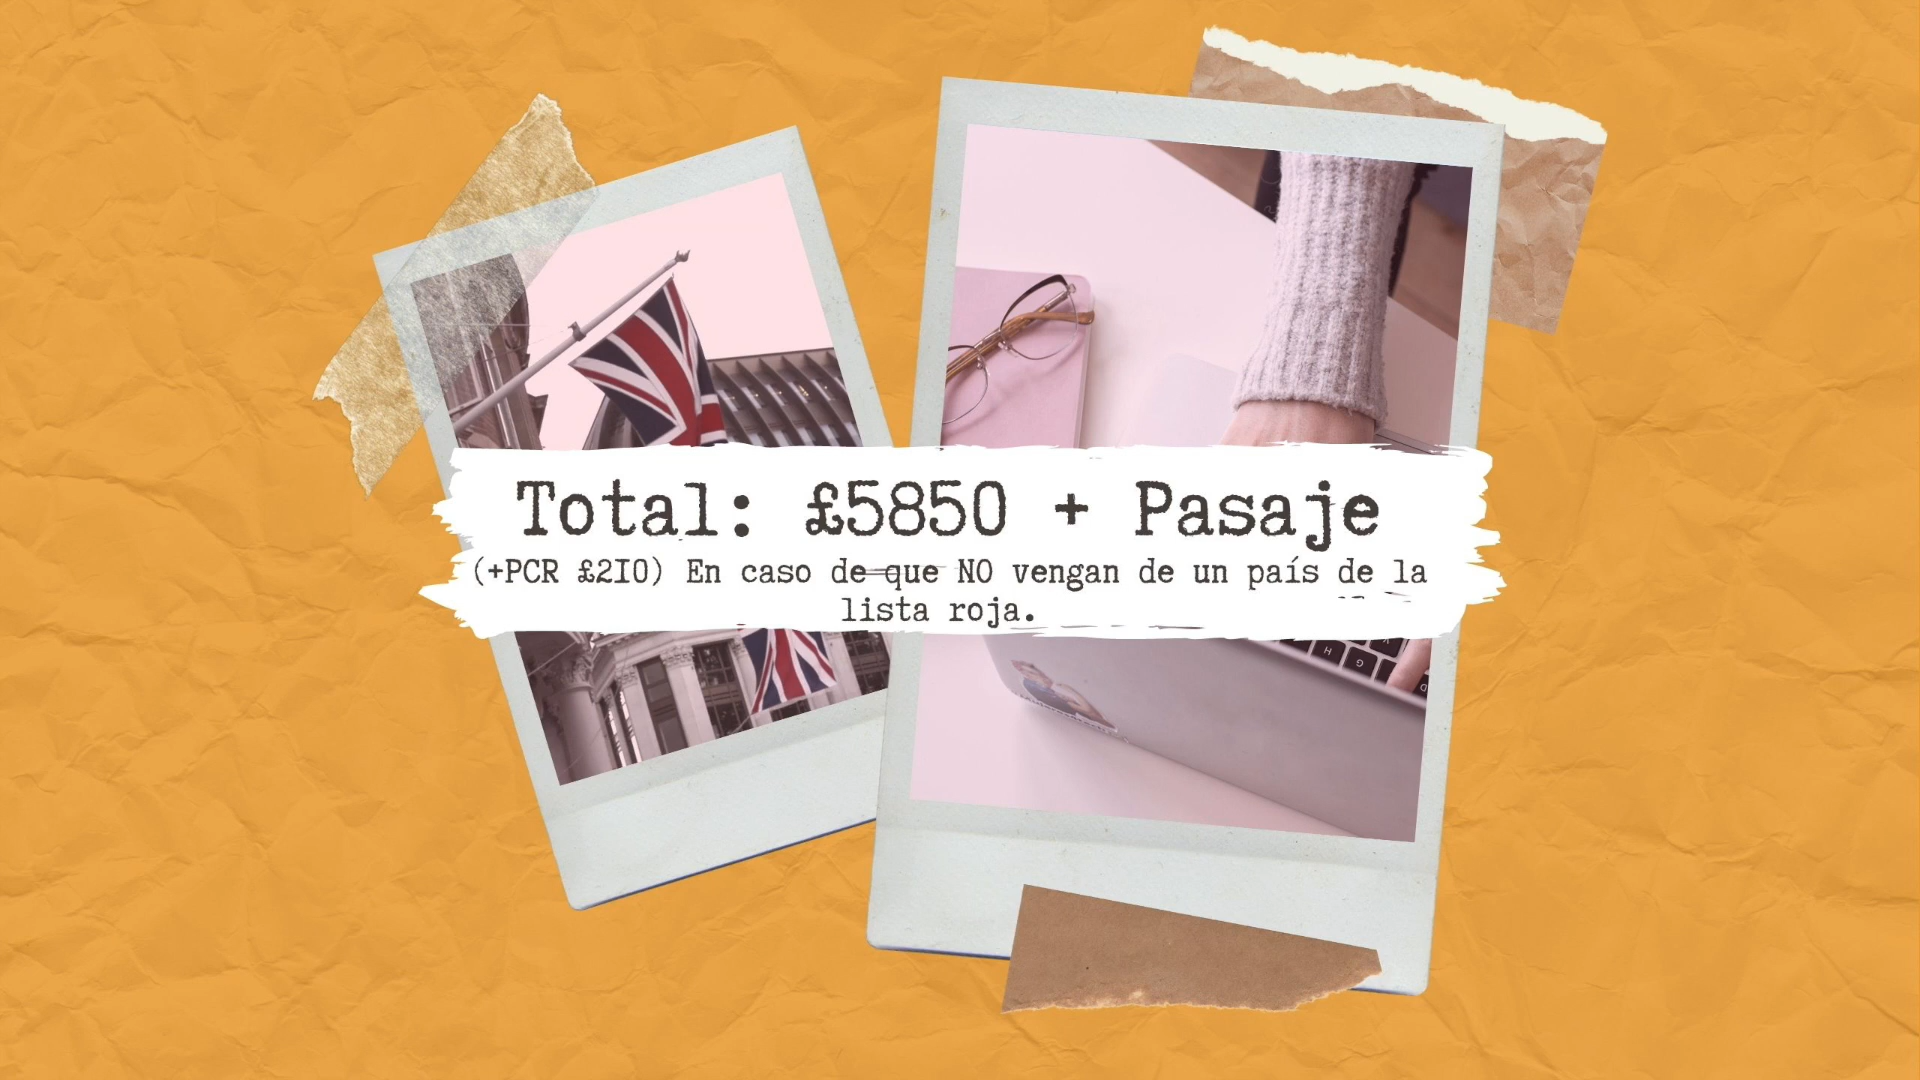 Total: £5850 + Pasaje
(+PCR £210) En caso de que NO vengan de un país de la
lista roja.